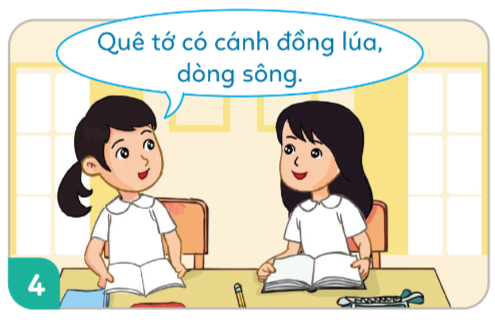 Quê tớ có cánh đồng lúa,
dòng sông.
4